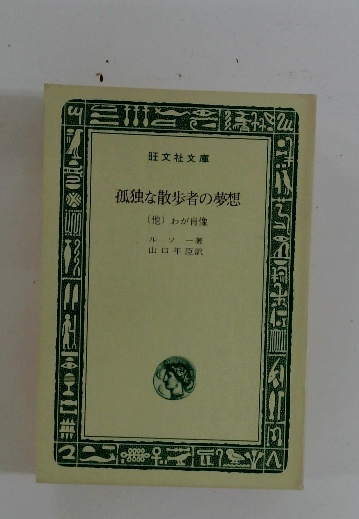 旺文社文庫
孤独な散歩者の夢想
(他) わが肖像
ルソー著
山口年臣訳